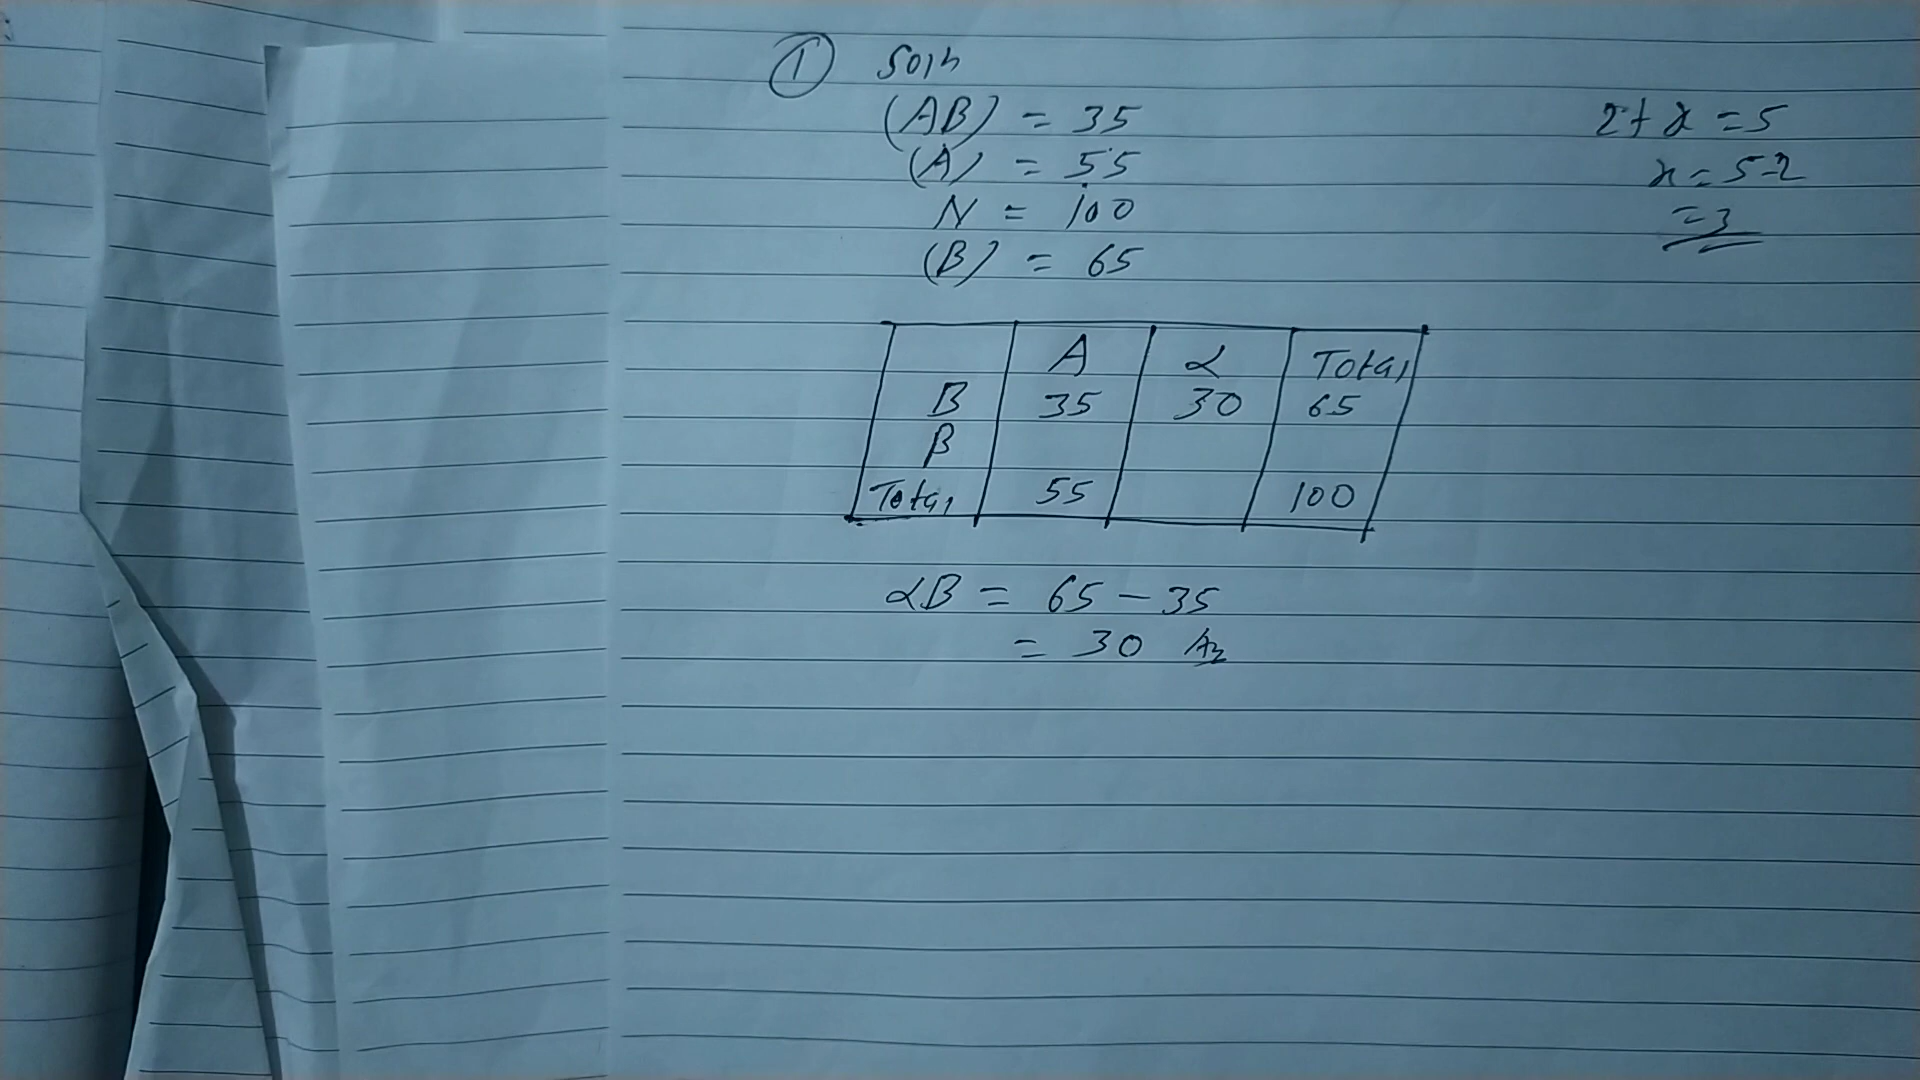 ① Soln
(AB) = 35
(A) = 55
N = 100
(B) = 65
2 + x = 5
x = 5-2
= 3
A α Total
B 35 30 65
β
Total 55 100
αB = 65 - 35
= 30